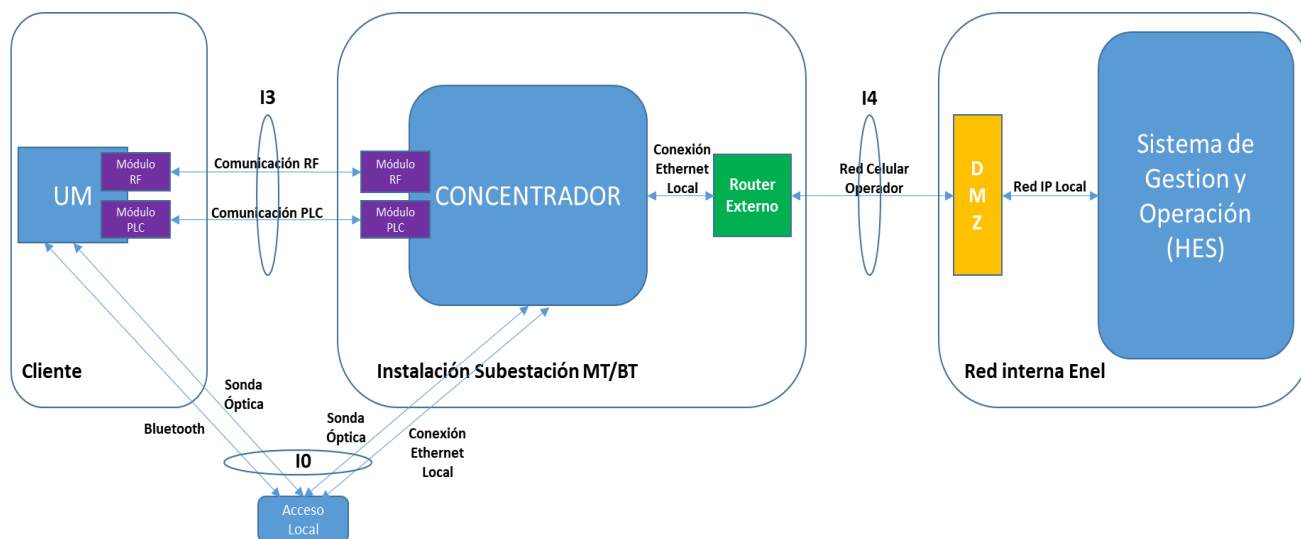 I3
I4
UM
Módulo
RF
Módulo
PLC
Comunicación RF
Comunicación PLC
Módulo
RF
Módulo
PLC
CONCENTRADOR
Conexión
Ethernet
Local
Router
Externo
Red Celular
Operador
D
M
Z
Red IP Local
Sistema de
Gestion y
Operación
(HES)
Cliente
Instalación Subestación MT/BT
Red interna Enel
Sonda
Óptica
Bluetooth
Sonda
Óptica
Conexión
Ethernet
Local
I0
Acceso
Local